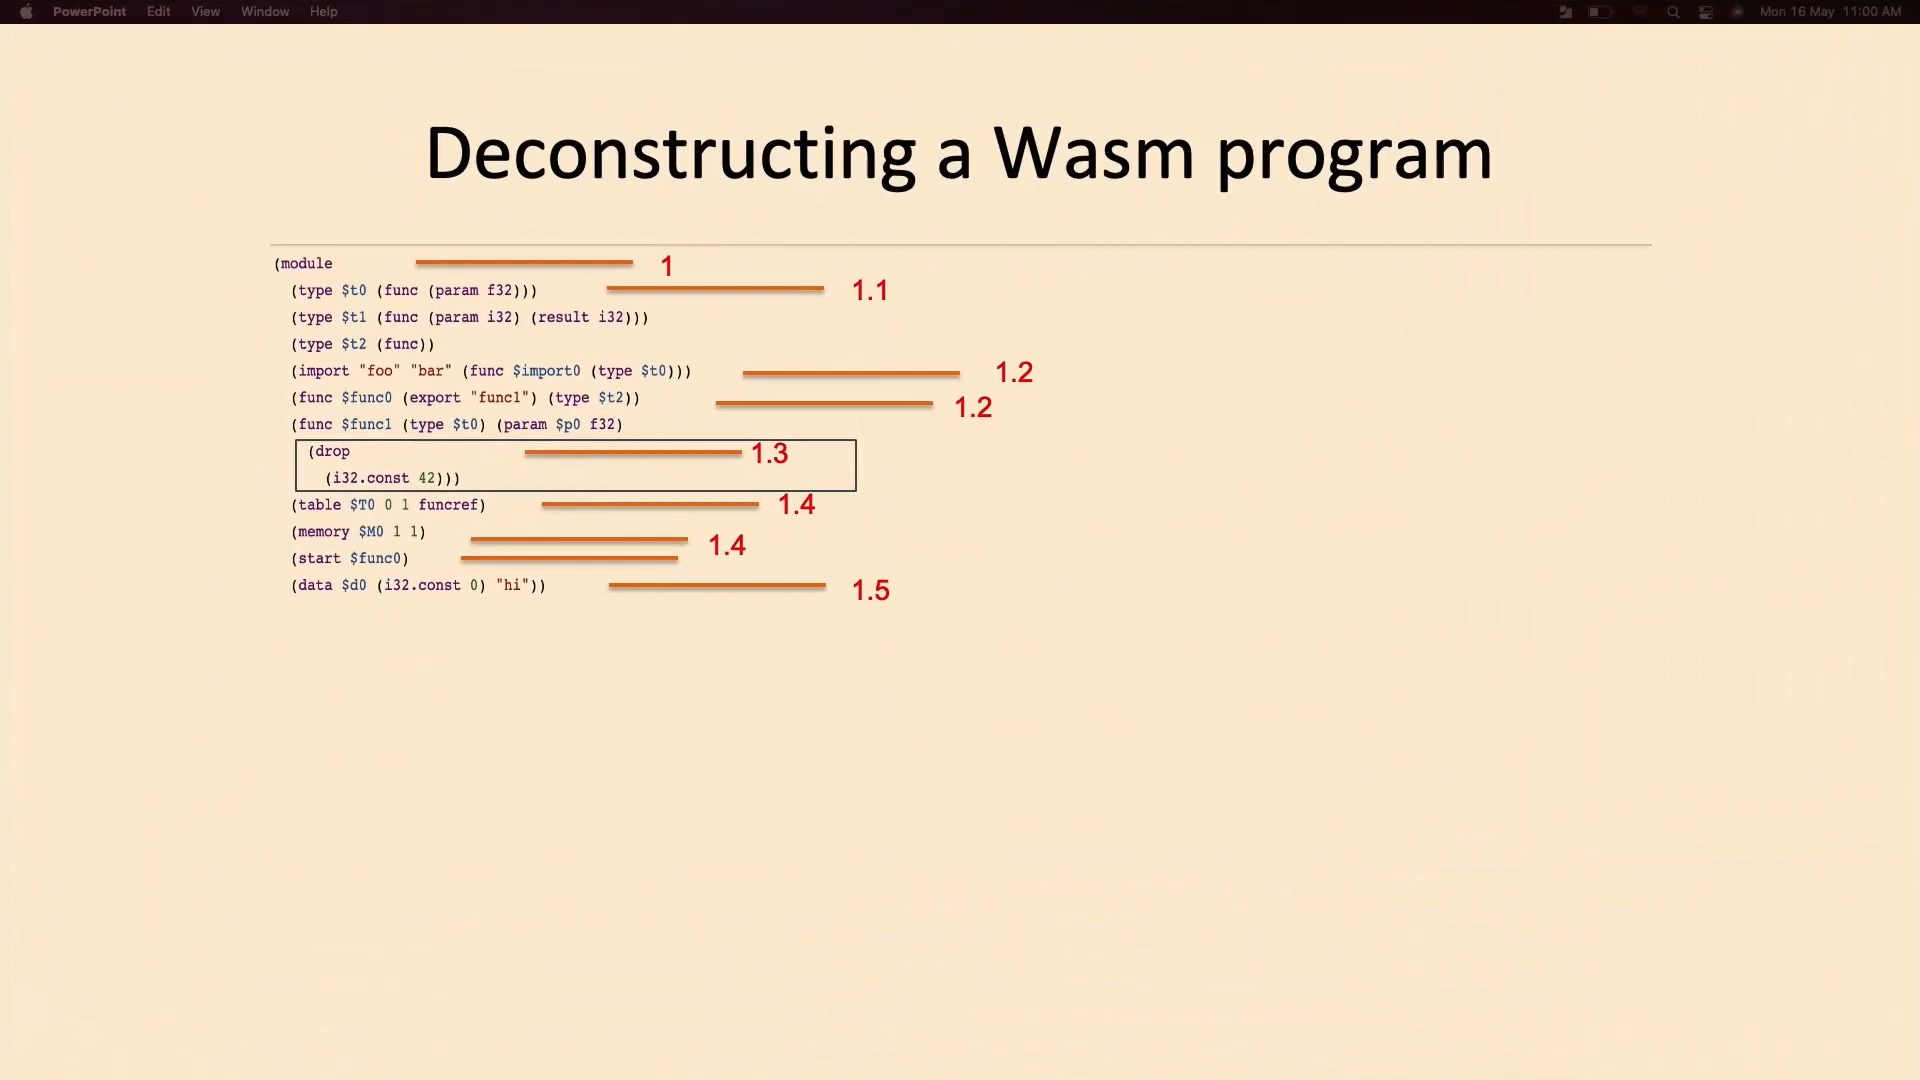 PowerPoint Edit View Window Help Mon 16 May 11:00 AM
Deconstructing a Wasm program
(module 1
(type $t0 (func (param f32))) 1.1
(type $t1 (func (param i32) (result i32)))
(type $t2 (func))
(import "foo" "bar" (func $import0 (type $t0))) 1.2
(func $func0 (export "func1") (type $t2)) 1.2
(func $func1 (type $t0) (param $p0 f32)
(drop 1.3
(i32.const 42)))
(table $T0 0 1 funcref) 1.4
(memory $M0 1 1) 1.4
(start $func0)
(data $d0 (i32.const 0) "hi")) 1.5